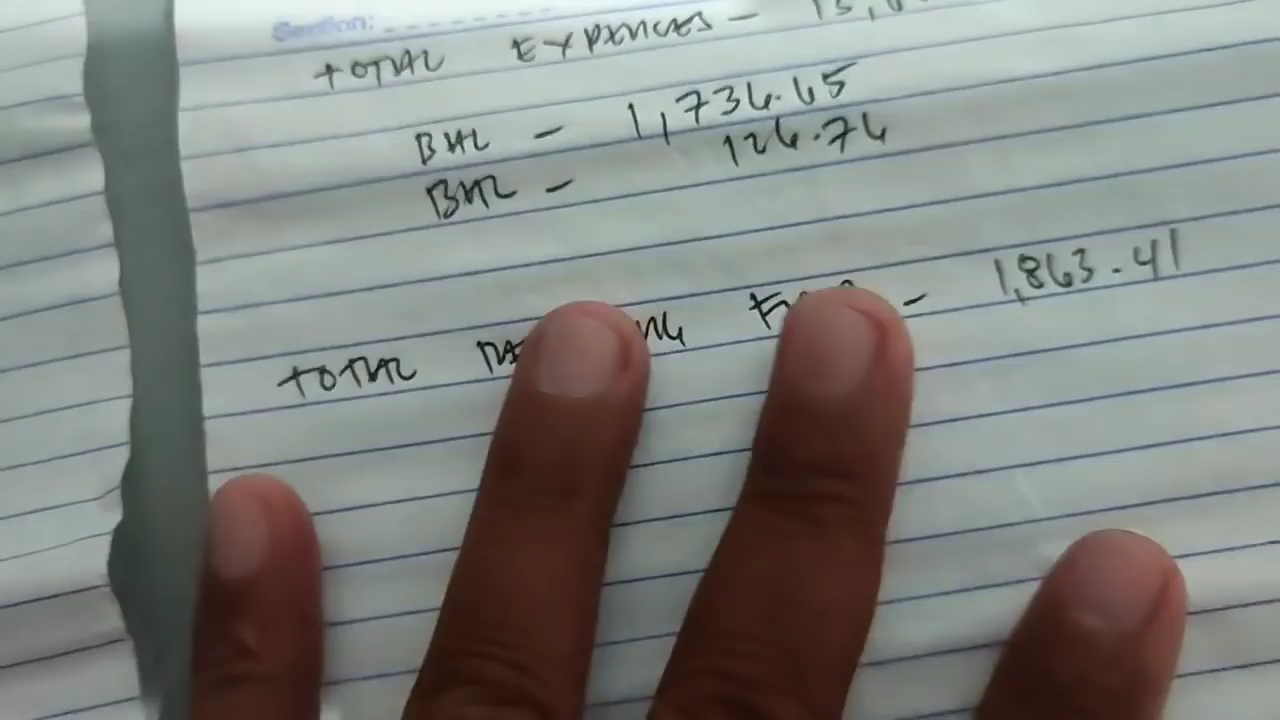 Section:
TOTAL EXPENCES -
BAL - 1,736.65
BAL - 126.76
TOTAL - 1,863.41